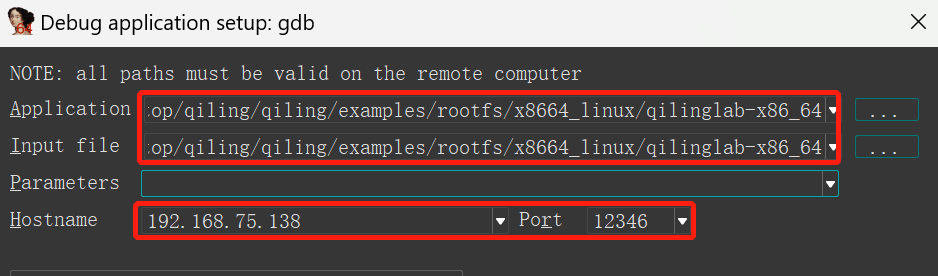 Debug application setup: gdb
NOTE: all paths must be valid on the remote computer
Application :op/qiling/qiling/examples/rootfs/x8664_linux/qilinglab-x86_64 ...
Input file :op/qiling/qiling/examples/rootfs/x8664_linux/qilinglab-x86_64 ...
Parameters
Hostname 192.168.75.138 Port 12346